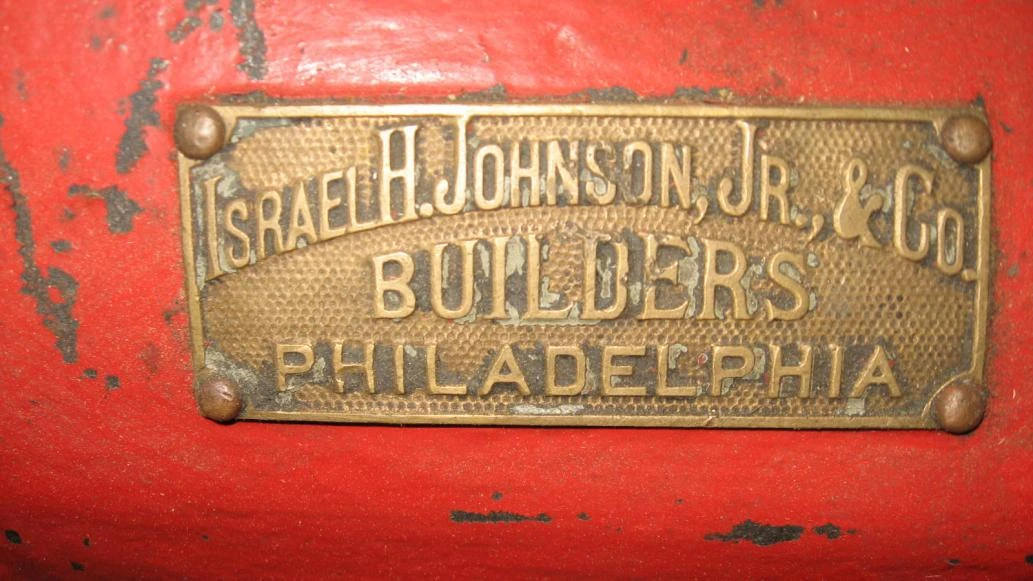 ISRAEL H. JOHNSON, JR., & CO.
BUILDERS
PHILADELPHIA